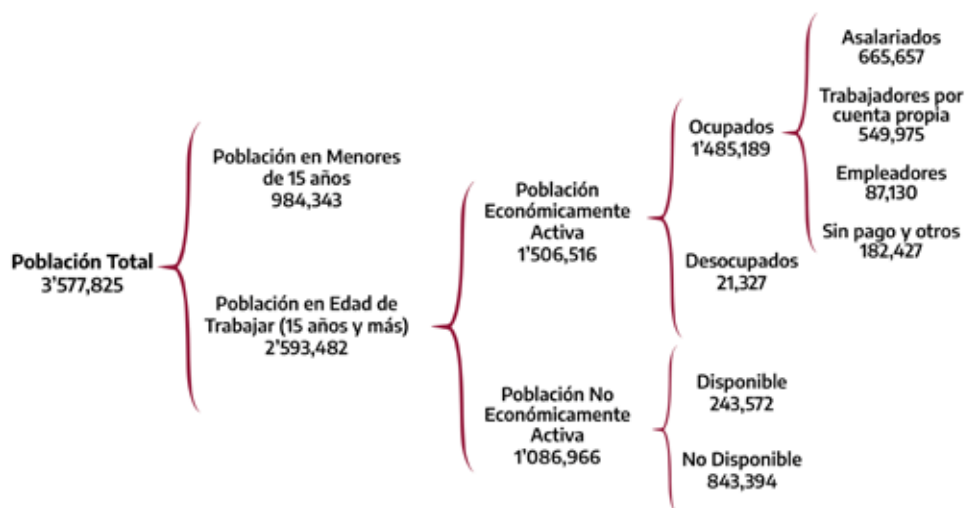 Población Total
3’577,825
Población en Menores
de 15 años
984,343
Población en Edad de
Trabajar (15 años y más)
2’593,482
Población
Económicamente
Activa
1’506,516
Población No
Económicamente
Activa
1’086,966
Ocupados
1’485,189
Desocupados
21,327
Disponible
243,572
No Disponible
843,394
Asalariados
665,657
Trabajadores por
cuenta propia
549,975
Empleadores
87,130
Sin pago y otros
182,427